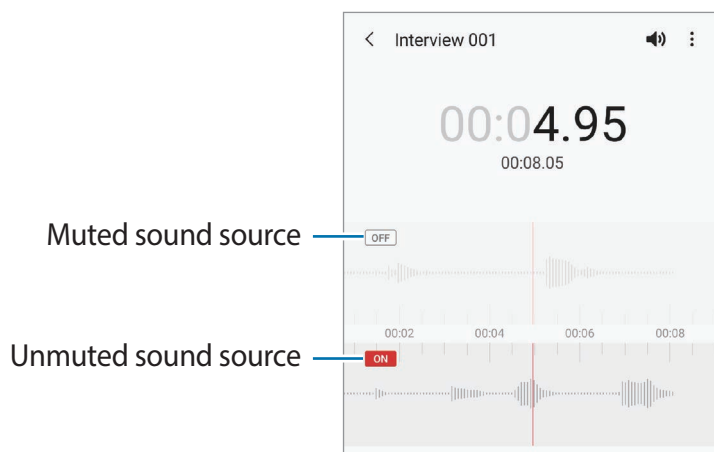 Interview 001
00:04.95
00:08.05
Muted sound source
OFF
00:02 00:04 00:06 00:08
Unmuted sound source
ON